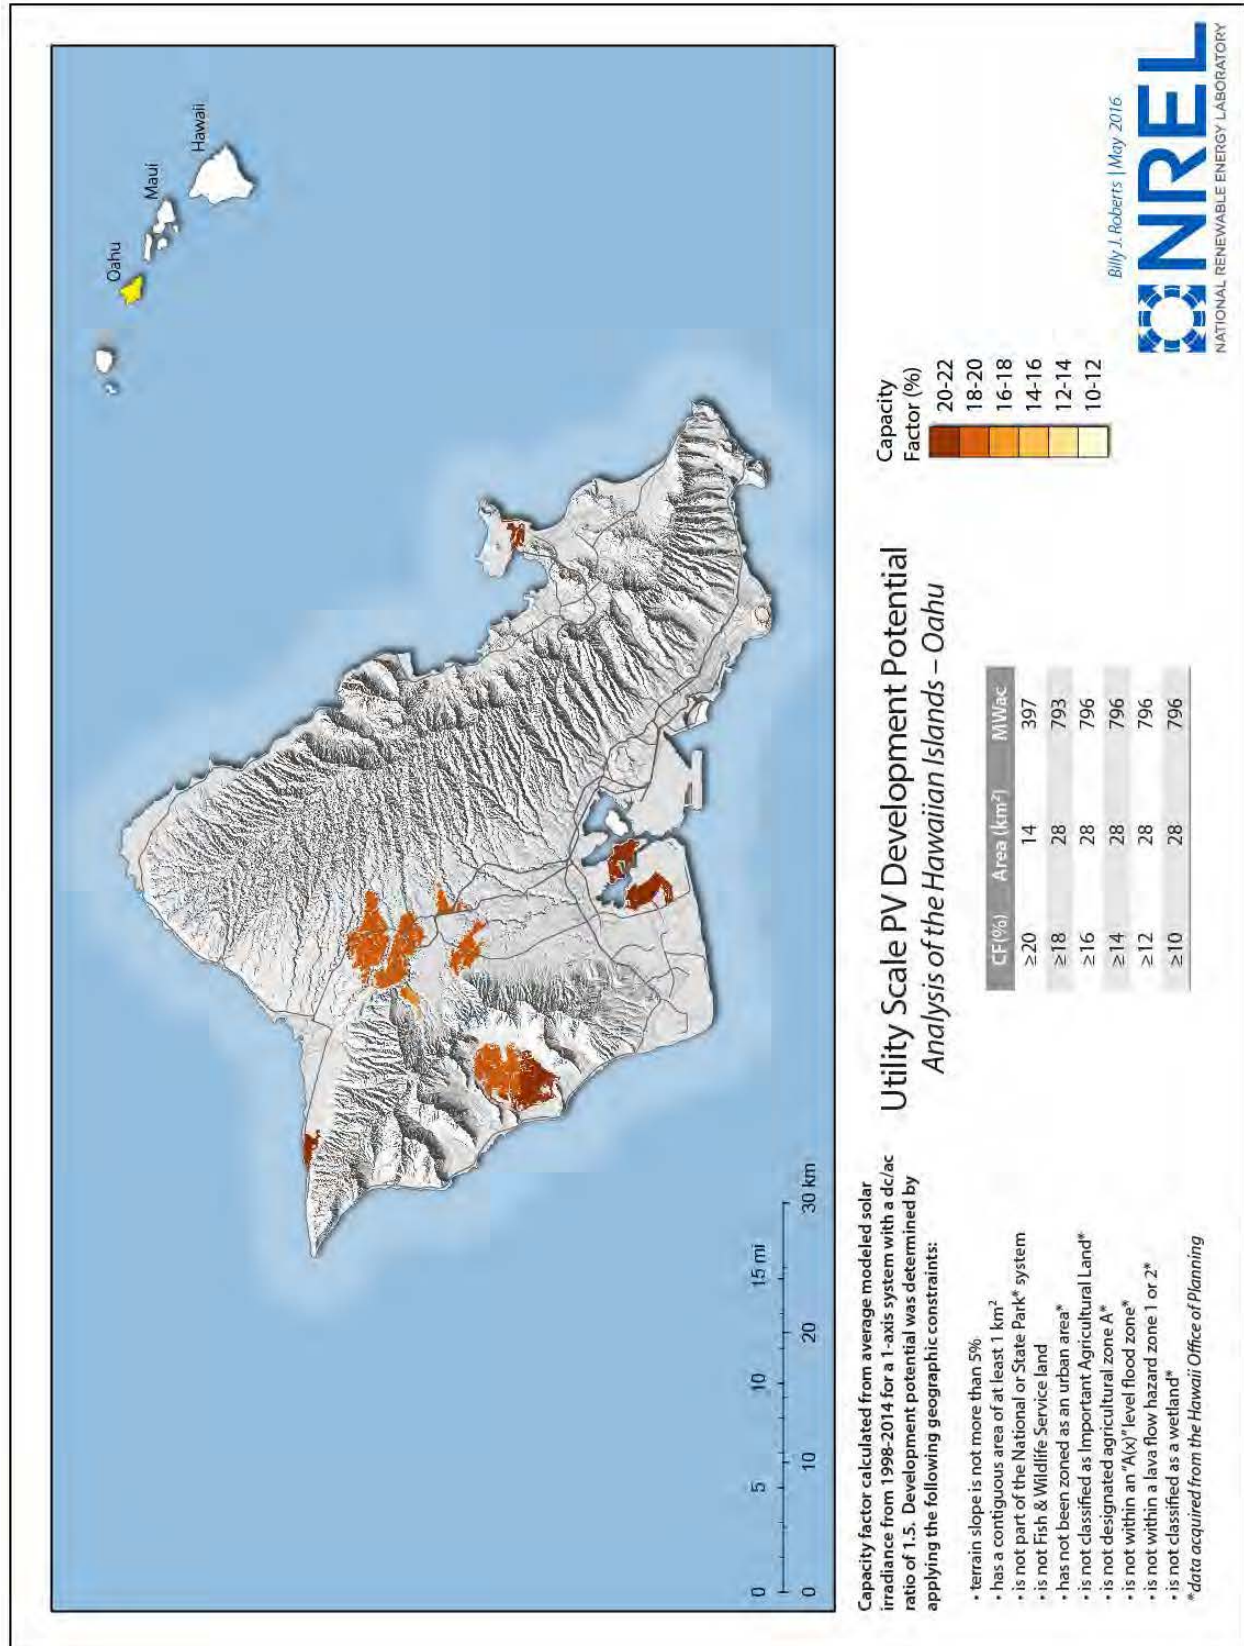 Oahu
Maui
Hawaii
0 5 10 15 mi
0 10 20 30 km
Capacity factor calculated from average modeled solar
irradiance from 1998-2014 for a 1-axis system with a dc/ac
ratio of 1.5. Development potential was determined by
applying the following geographic constraints:
• terrain slope is not more than 5%
• has a contiguous area of at least 1 km²
• is not part of the National or State Park* system
• is not Fish & Wildlife Service land
• has not been zoned as an urban area*
• is not classified as Important Agricultural Land*
• is not designated agricultural zone A*
• is not within an "A(x)" level flood zone*
• is not within a lava flow hazard zone 1 or 2*
• is not classified as a wetland*
* data acquired from the Hawaii Office of Planning
Utility Scale PV Development Potential
Analysis of the Hawaiian Islands – Oahu
CF(%) Area (km²) MWac
≥20 14 397
≥18 28 793
≥16 28 796
≥14 28 796
≥12 28 796
≥10 28 796
Capacity
Factor (%)
20-22
18-20
16-18
14-16
12-14
10-12
Billy J. Roberts | May 2016
NREL
NATIONAL RENEWABLE ENERGY LABORATORY